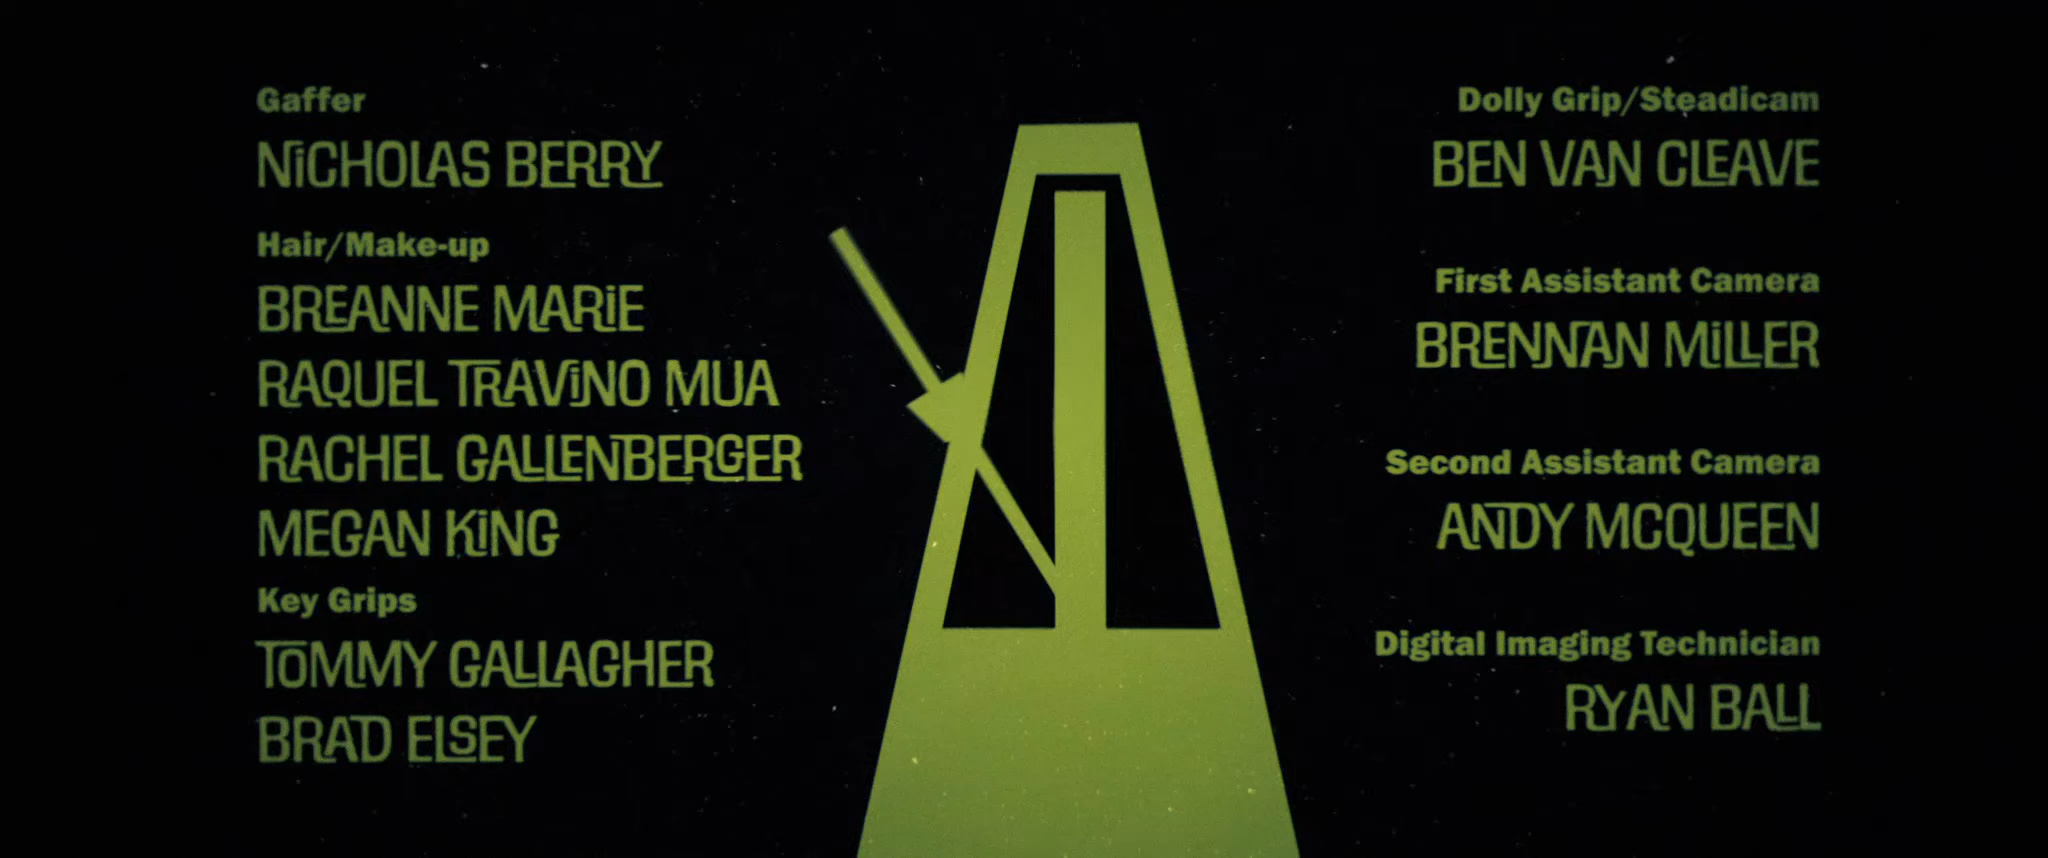 Gaffer
NiCHOLAS BERRY
Hair/Make-up
BREANNE MARiE
RAQUEL TRAViNO MUA
RACHEL GALLENBERGER
MEGAN KiNG
Key Grips
TOMMY GALLAGHER
BRAD ELSEY
Dolly Grip/Steadicam
BEN VAN CLEAVE
First Assistant Camera
BRENNAN MiLLER
Second Assistant Camera
ANDY MCQUEEN
Digital Imaging Technician
RYAN BALL